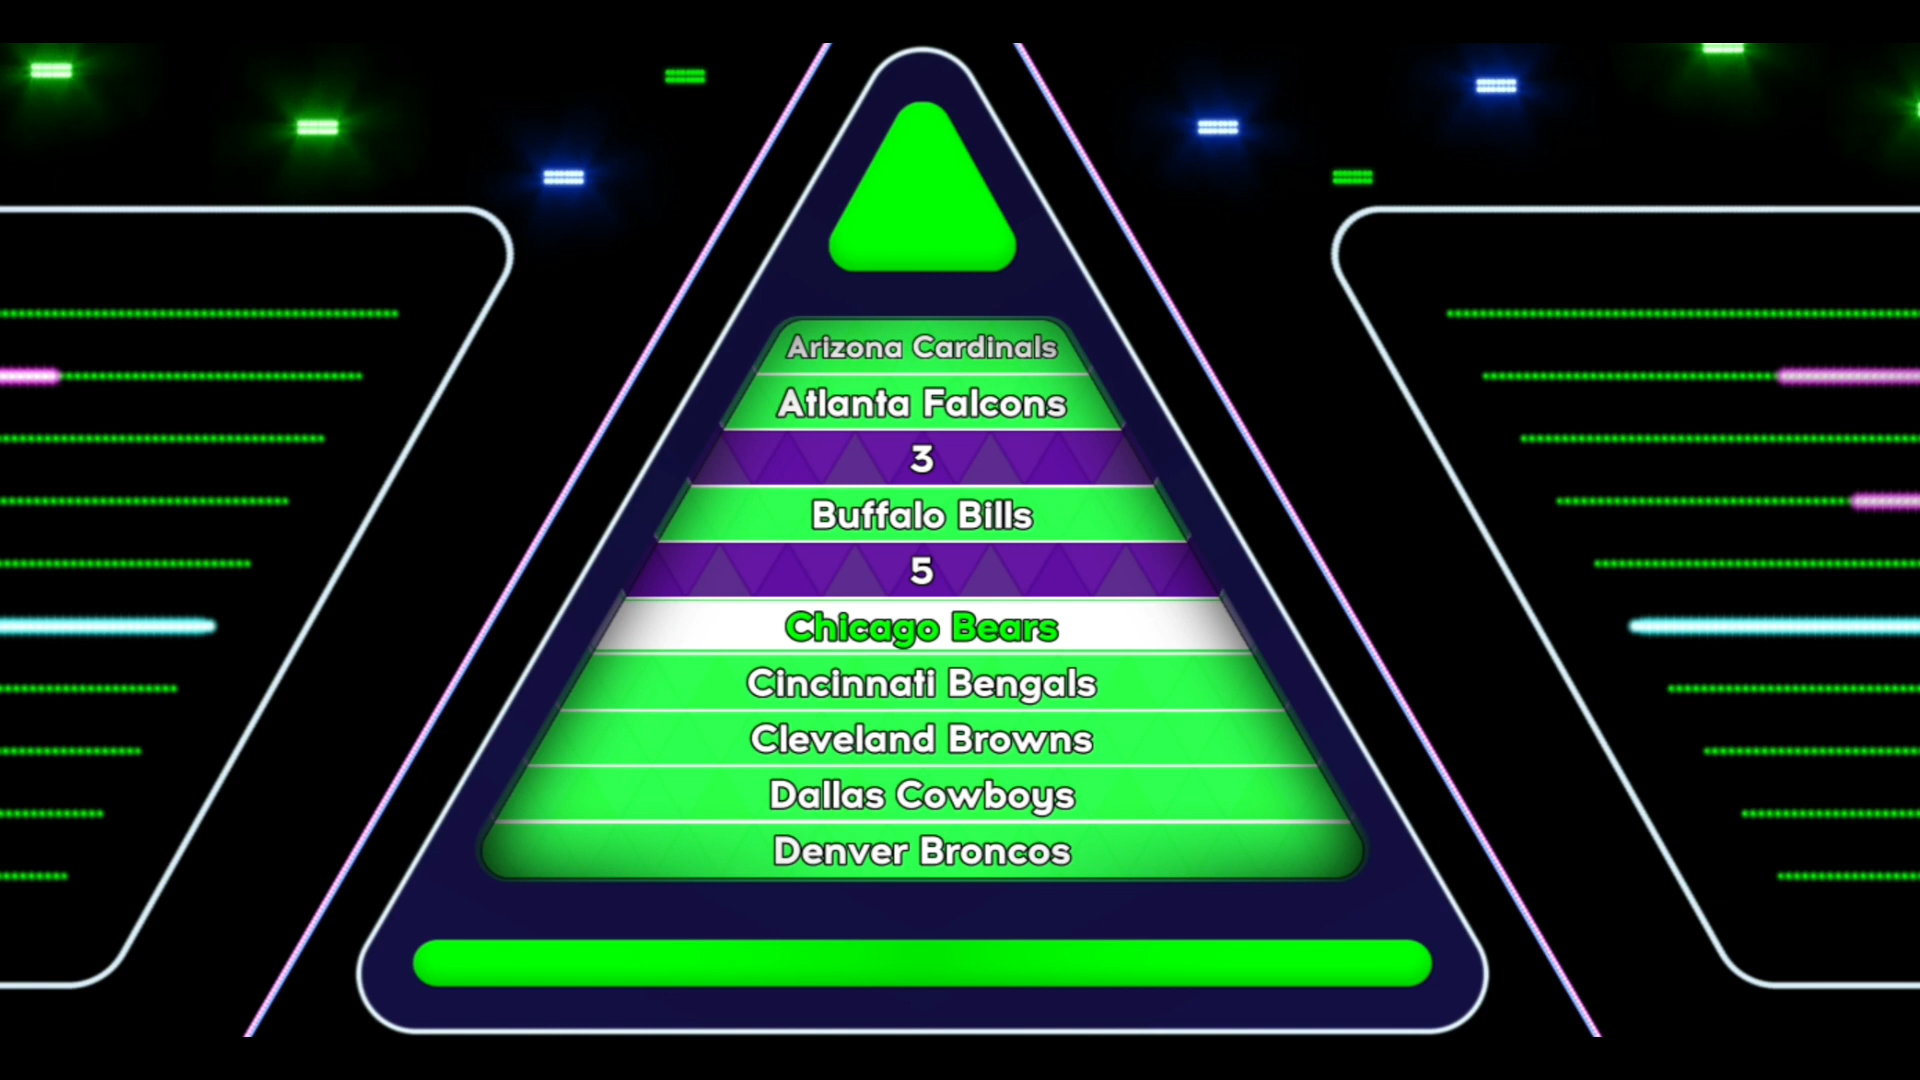 Arizona Cardinals
Atlanta Falcons
3
Buffalo Bills
5
Chicago Bears
Cincinnati Bengals
Cleveland Browns
Dallas Cowboys
Denver Broncos